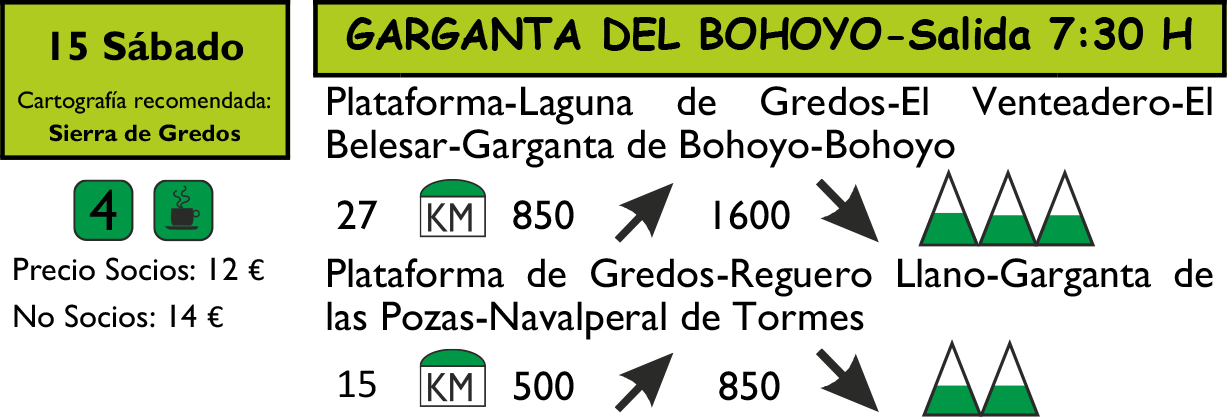 15 Sábado
Cartografía recomendada:
Sierra de Gredos
4
Precio Socios: 12 €
No Socios: 14 €
GARGANTA DEL BOHOYO-Salida 7:30 H
Plataforma-Laguna de Gredos-El Venteadero-El
Belesar-Garganta de Bohoyo-Bohoyo
27 KM 850 1600
Plataforma de Gredos-Reguero Llano-Garganta de
las Pozas-Navalperal de Tormes
15 KM 500 850